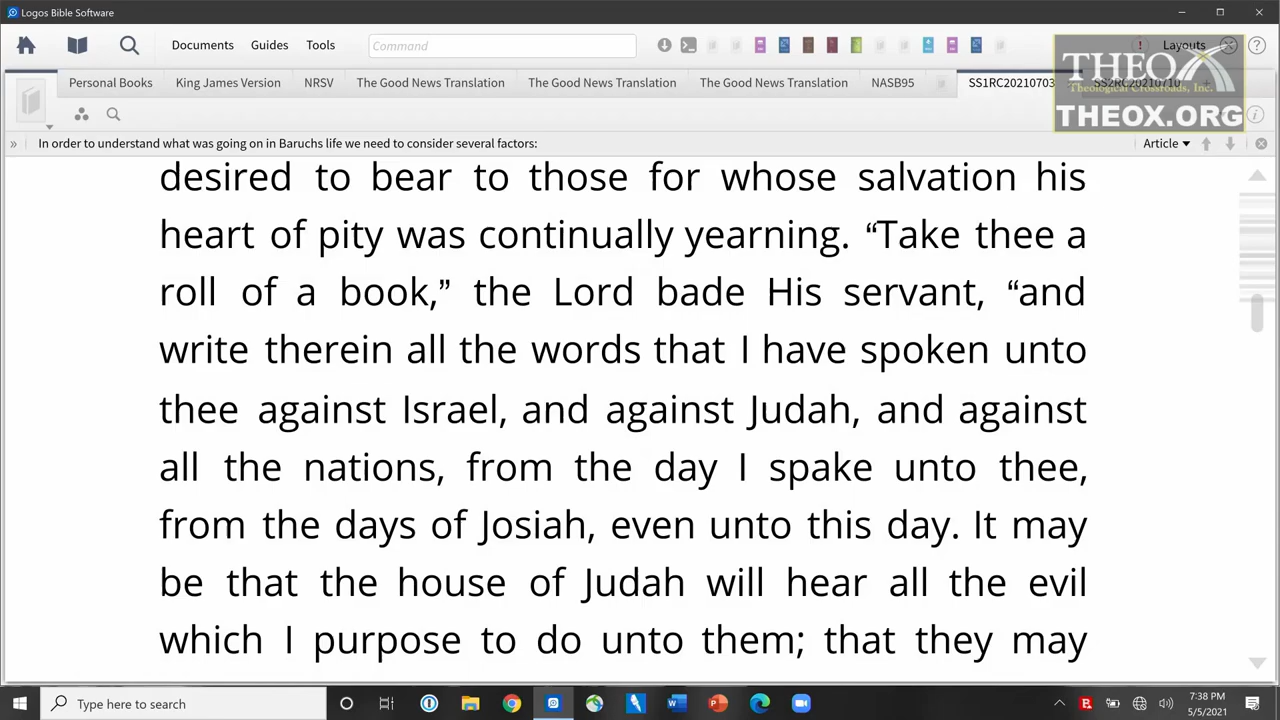 Logos Bible Software
Documents Guides Tools Command Layouts
Personal Books King James Version NRSV The Good News Translation The Good News Translation The Good News Translation NASB95 SS1RC20210703
THEOX
Theological Crossroads, Inc.
THEOX.ORG
In order to understand what was going on in Baruchs life we need to consider several factors: Article
desired to bear to those for whose salvation his
heart of pity was continually yearning. “Take thee a
roll of a book,” the Lord bade His servant, “and
write therein all the words that I have spoken unto
thee against Israel, and against Judah, and against
all the nations, from the day I spake unto thee,
from the days of Josiah, even unto this day. It may
be that the house of Judah will hear all the evil
which I purpose to do unto them; that they may
Type here to search
7:38 PM
5/5/2021